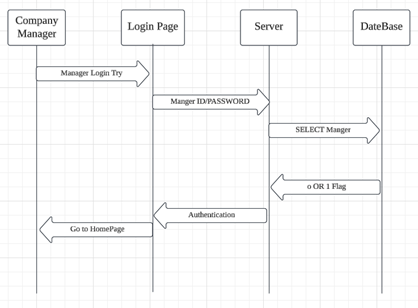 Company
Manager
Login Page
Server
DateBase
Manager Login Try
Manger ID/PASSWORD
SELECT Manger
o OR 1 Flag
Authentication
Go to HomePage